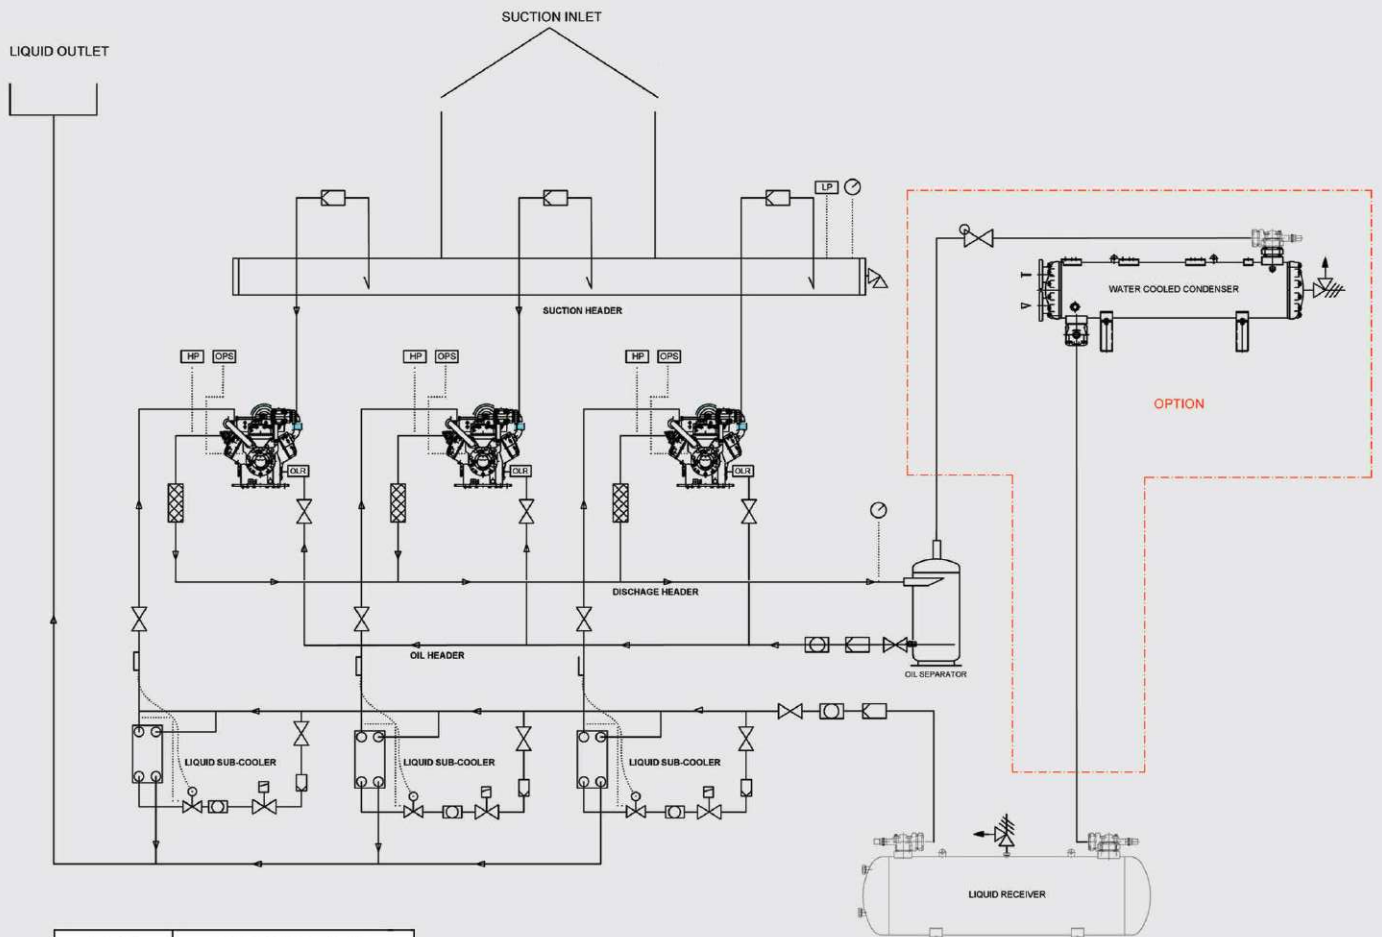 SUCTION INLET
LIQUID OUTLET
LP
WATER COOLED CONDENSER
SUCTION HEADER
HP OPS HP OPS HP OPS
OPTION
OLR OLR OLR
DISCHAGE HEADER
OIL HEADER
OIL SEPARATOR
LIQUID SUB-COOLER LIQUID SUB-COOLER LIQUID SUB-COOLER
LIQUID RECEIVER